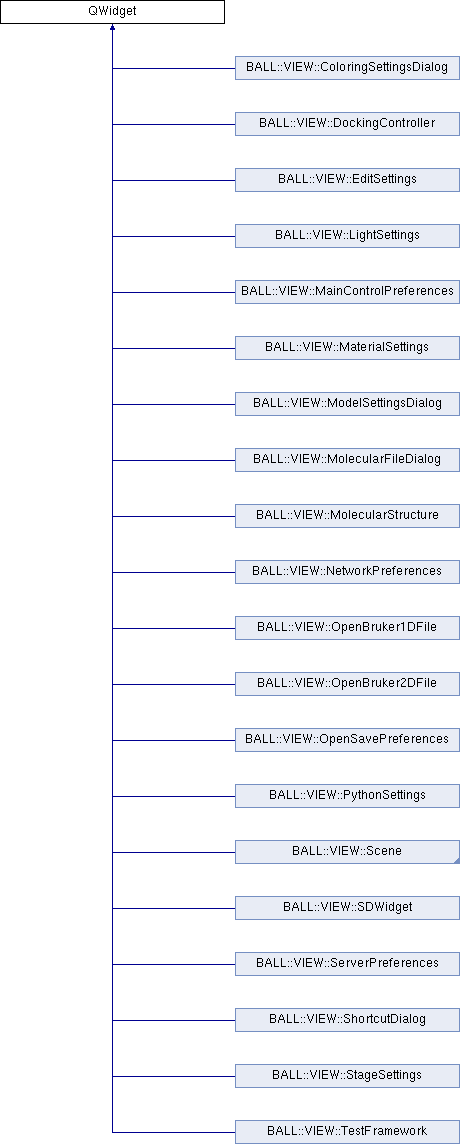 QWidget
BALL::VIEW::ColoringSettingsDialog
BALL::VIEW::DockingController
BALL::VIEW::EditSettings
BALL::VIEW::LightSettings
BALL::VIEW::MainControlPreferences
BALL::VIEW::MaterialSettings
BALL::VIEW::ModelSettingsDialog
BALL::VIEW::MolecularFileDialog
BALL::VIEW::MolecularStructure
BALL::VIEW::NetworkPreferences
BALL::VIEW::OpenBruker1DFile
BALL::VIEW::OpenBruker2DFile
BALL::VIEW::OpenSavePreferences
BALL::VIEW::PythonSettings
BALL::VIEW::Scene
BALL::VIEW::SDWidget
BALL::VIEW::ServerPreferences
BALL::VIEW::ShortcutDialog
BALL::VIEW::StageSettings
BALL::VIEW::TestFramework